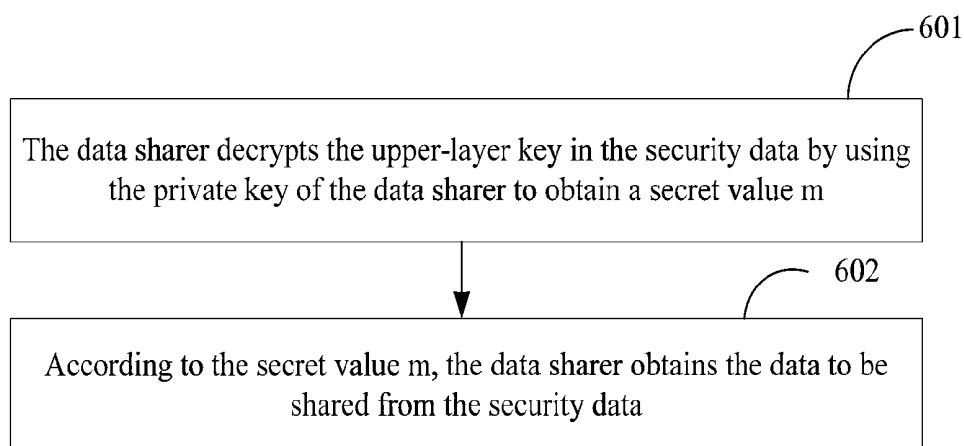 601
The data sharer decrypts the upper-layer key in the security data by using
the private key of the data sharer to obtain a secret value m
602
According to the secret value m, the data sharer obtains the data to be
shared from the security data